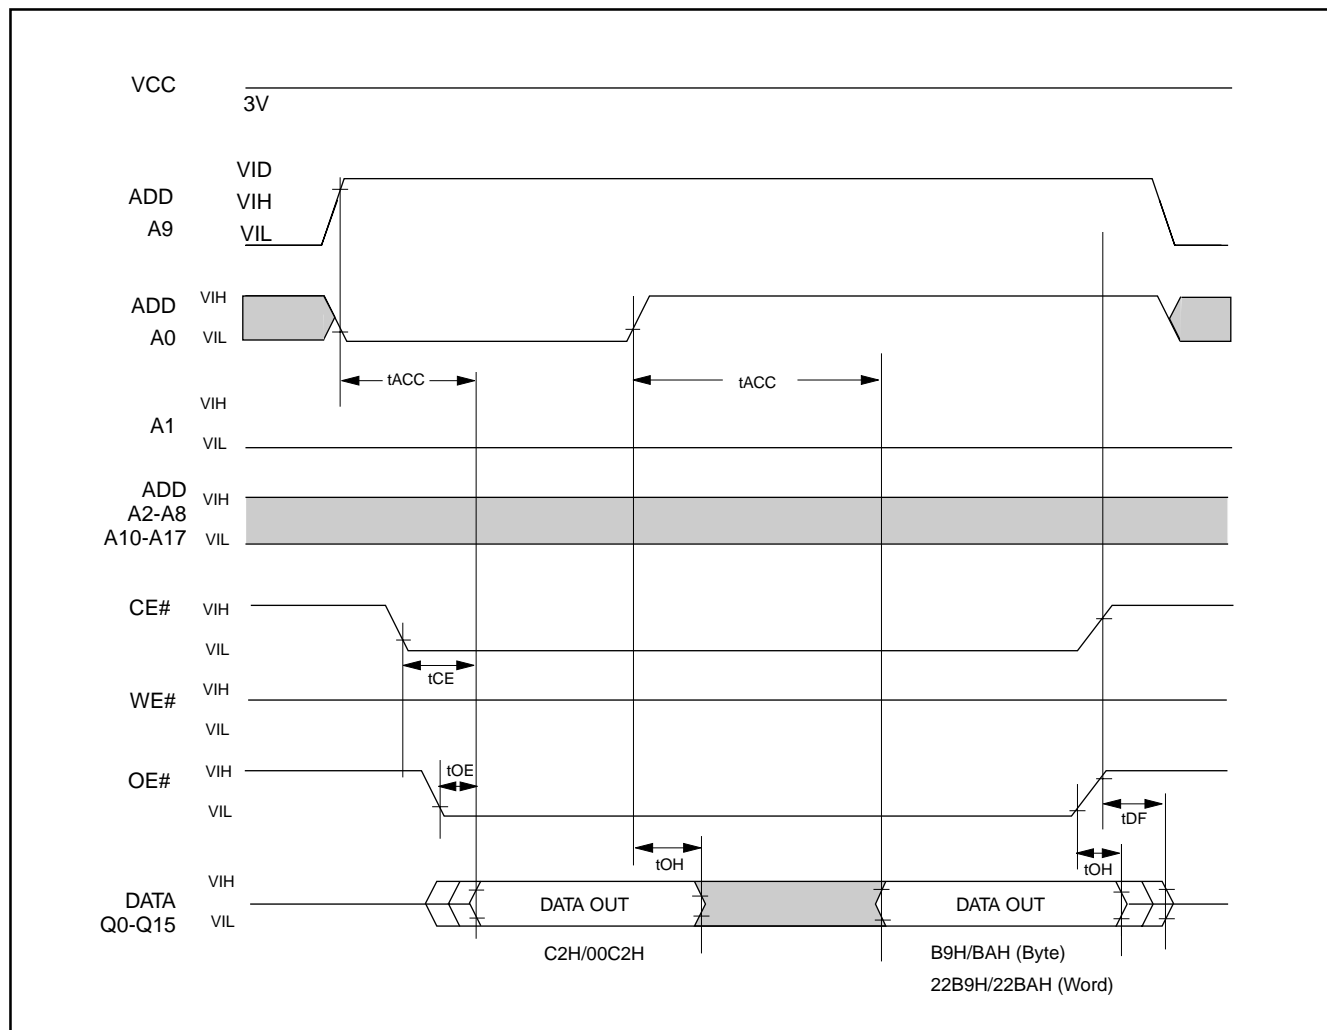 VCC
3V
VID
ADD
VIH
A9
VIL
ADD
VIH
A0
VIL
tACC
tACC
VIH
A1
VIL
ADD
VIH
A2-A8
A10-A17
VIL
CE#
VIH
VIL
tCE
WE#
VIH
VIL
OE#
VIH
tOE
VIL
tDF
tOH
tOH
VIH
DATA
DATA OUT
DATA OUT
Q0-Q15
VIL
C2H/00C2H
B9H/BAH (Byte)
22B9H/22BAH (Word)